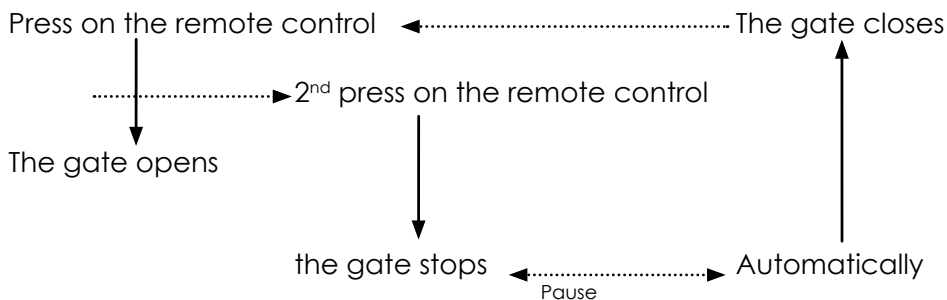 Press on the remote control
The gate closes
2nd press on the remote control
The gate opens
the gate stops
Automatically
Pause